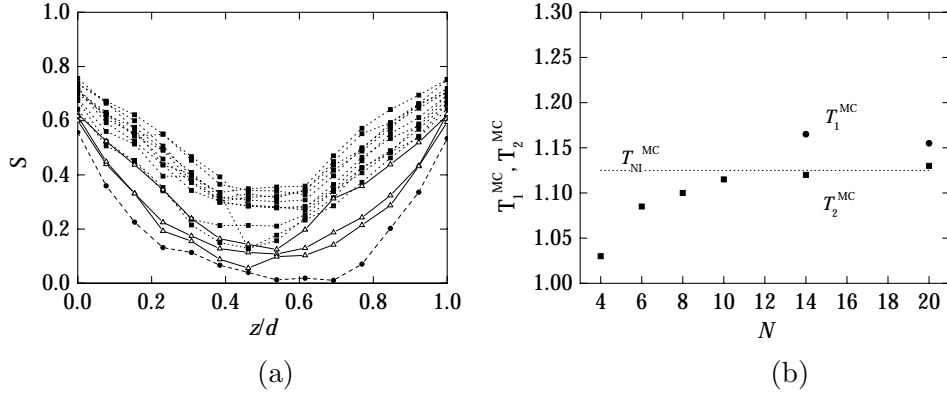 1.0
0.8
0.6
0.4
0.2
0.0
S
0.0 0.2 0.4 0.6 0.8 1.0
z/d
(a)
1.30
1.25
1.20
1.15
1.10
1.05
1.00
T₁ᴹᶜ, T₂ᴹᶜ
T₁ᴹᶜ
T_NIᴹᶜ
T₂ᴹᶜ
4 6 8 10 12 14 16 18 20
N
(b)